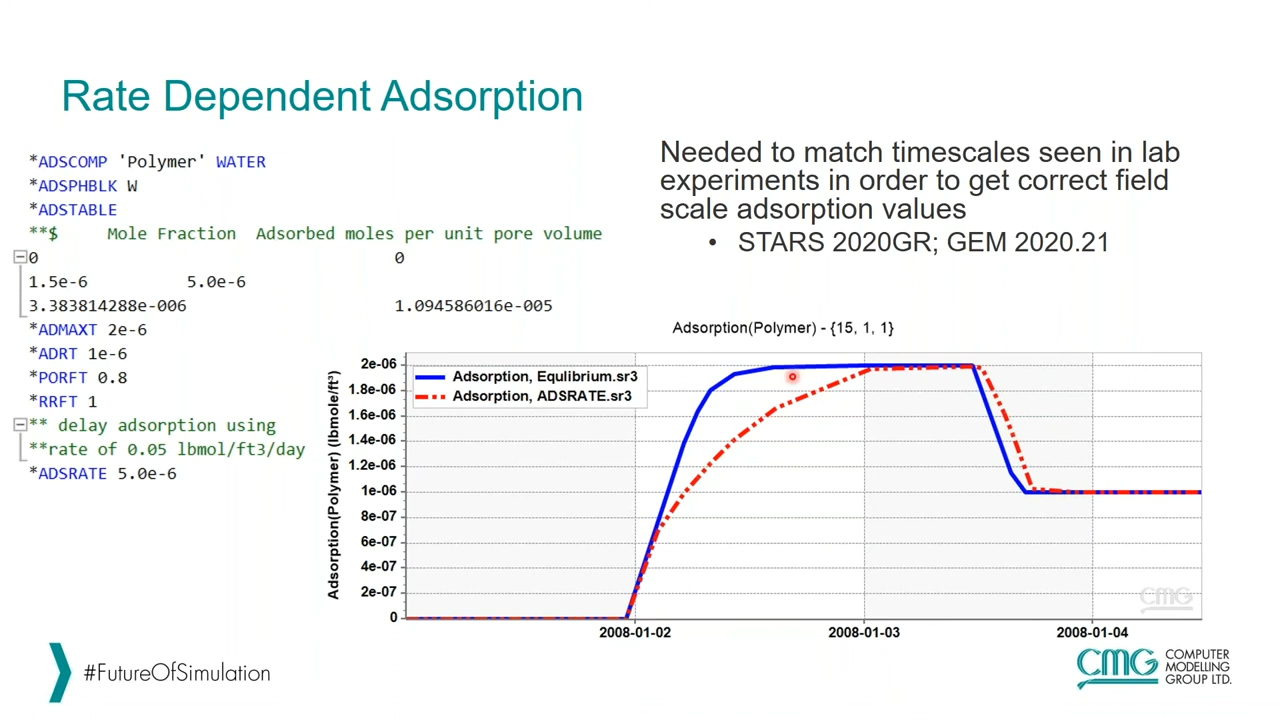 Rate Dependent Adsorption
*ADSCOMP 'Polymer' WATER
*ADSPHBLK W
*ADSTABLE
**$ Mole Fraction Adsorbed moles per unit pore volume
0 0
1.5e-6 5.0e-6
3.383814288e-006 1.094586016e-005
*ADMAXT 2e-6
*ADRT 1e-6
*PORFT 0.8
*RRFT 1
** delay adsorption using
**rate of 0.05 lbmol/ft3/day
*ADSRATE 5.0e-6
Needed to match timescales seen in lab
experiments in order to get correct field
scale adsorption values
• STARS 2020GR; GEM 2020.21
Adsorption(Polymer) - {15, 1, 1}
Adsorption(Polymer) (lbmole/ft³)
2e-06
1.8e-06
1.6e-06
1.4e-06
1.2e-06
1e-06
8e-07
6e-07
4e-07
2e-07
0
Adsorption, Equlibrium.sr3
Adsorption, ADSRATE.sr3
CMG
2008-01-02
2008-01-03
2008-01-04
#FutureOfSimulation
CMG
COMPUTER
MODELLING
GROUP LTD.